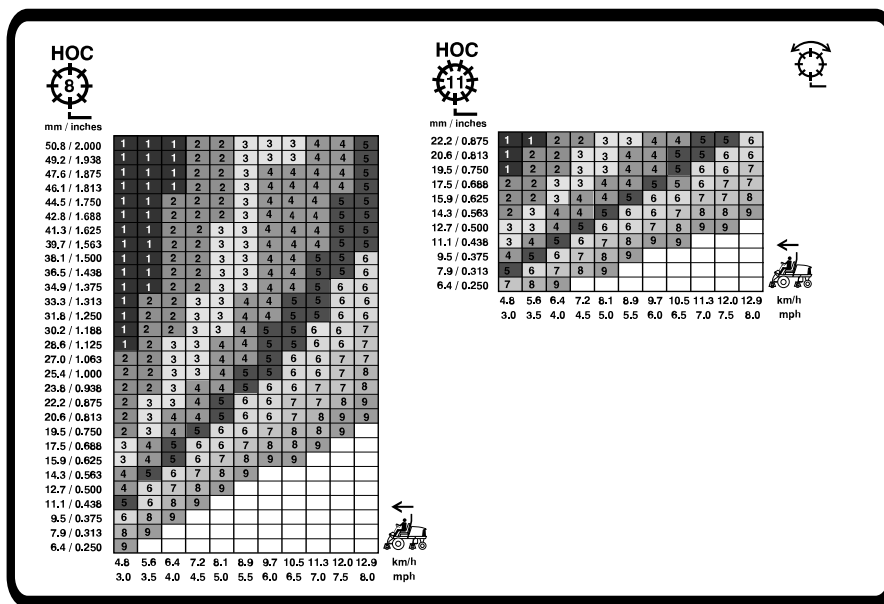 HOC
8
mm / inches
50.8 / 2.000 1 1 1 2 2 3 3 3 4 4 5
49.2 / 1.938 1 1 1 2 2 3 3 3 4 4 5
47.6 / 1.875 1 1 1 2 2 3 4 4 4 4 5
46.1 / 1.813 1 1 1 2 2 3 4 4 4 4 5
44.5 / 1.750 1 1 2 2 2 3 4 4 4 5 5
42.8 / 1.688 1 1 2 2 2 3 4 4 4 5 5
41.3 / 1.625 1 1 2 2 3 3 4 4 4 5 5
39.7 / 1.563 1 1 2 2 3 3 4 4 4 5 5
38.1 / 1.500 1 1 2 2 3 3 4 4 5 5 6
36.5 / 1.438 1 1 2 2 3 3 4 4 5 5 6
34.9 / 1.375 1 1 2 2 3 3 4 4 5 6 6
33.3 / 1.313 1 2 2 3 3 4 4 5 5 6 6
31.8 / 1.250 1 2 2 3 3 4 4 5 5 6 6
30.2 / 1.188 1 2 2 3 3 4 5 5 6 6 7
28.6 / 1.125 1 2 3 3 4 4 5 5 6 6 7
27.0 / 1.063 2 2 3 3 4 4 5 6 6 7 7
25.4 / 1.000 2 2 3 3 4 5 5 6 6 7 8
23.8 / 0.938 2 2 3 4 4 5 6 6 7 7 8
22.2 / 0.875 2 3 3 4 5 6 6 7 7 8 9
20.6 / 0.813 2 3 4 4 5 6 6 7 8 9 9
19.5 / 0.750 2 3 4 5 6 6 7 7 8 9
17.5 / 0.688 3 4 5 6 6 7 8 8 9
15.9 / 0.625 3 4 5 6 7 8 9 9
14.3 / 0.563 4 5 6 7 8 9
12.7 / 0.500 4 6 7 8 9
11.1 / 0.438 5 6 8 9
9.5 / 0.375 6 8 9
7.9 / 0.313 8 9
6.4 / 0.250 9
4.8 5.6 6.4 7.2 8.1 8.9 9.7 10.5 11.3 12.0 12.9 km/h
3.0 3.5 4.0 4.5 5.0 5.5 6.0 6.5 7.0 7.5 8.0 mph
HOC
11
mm / inches
22.2 / 0.875 1 1 2 2 3 3 4 4 5 5 6
20.6 / 0.813 1 2 2 3 3 4 4 5 5 6 6
19.5 / 0.750 1 2 2 3 3 4 4 5 6 6 7
17.5 / 0.688 2 2 3 3 4 4 5 5 6 7 7
15.9 / 0.625 2 2 3 4 4 5 6 6 7 7 8
14.3 / 0.563 2 3 4 4 5 6 6 7 8 8 9
12.7 / 0.500 3 3 4 5 6 6 7 8 9 9
11.1 / 0.438 3 4 5 6 7 8 9 9
9.5 / 0.375 4 5 6 7 8 9
7.9 / 0.313 5 6 7 8 9
6.4 / 0.250 7 8 9
4.8 5.6 6.4 7.2 8.1 8.9 9.7 10.5 11.3 12.0 12.9 km/h
3.0 3.5 4.0 4.5 5.0 5.5 6.0 6.5 7.0 7.5 8.0 mph